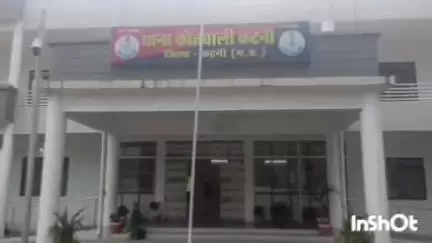 थाना कोतवाली कटनी
जिला - कटनी (म.प्र.)
InShOt